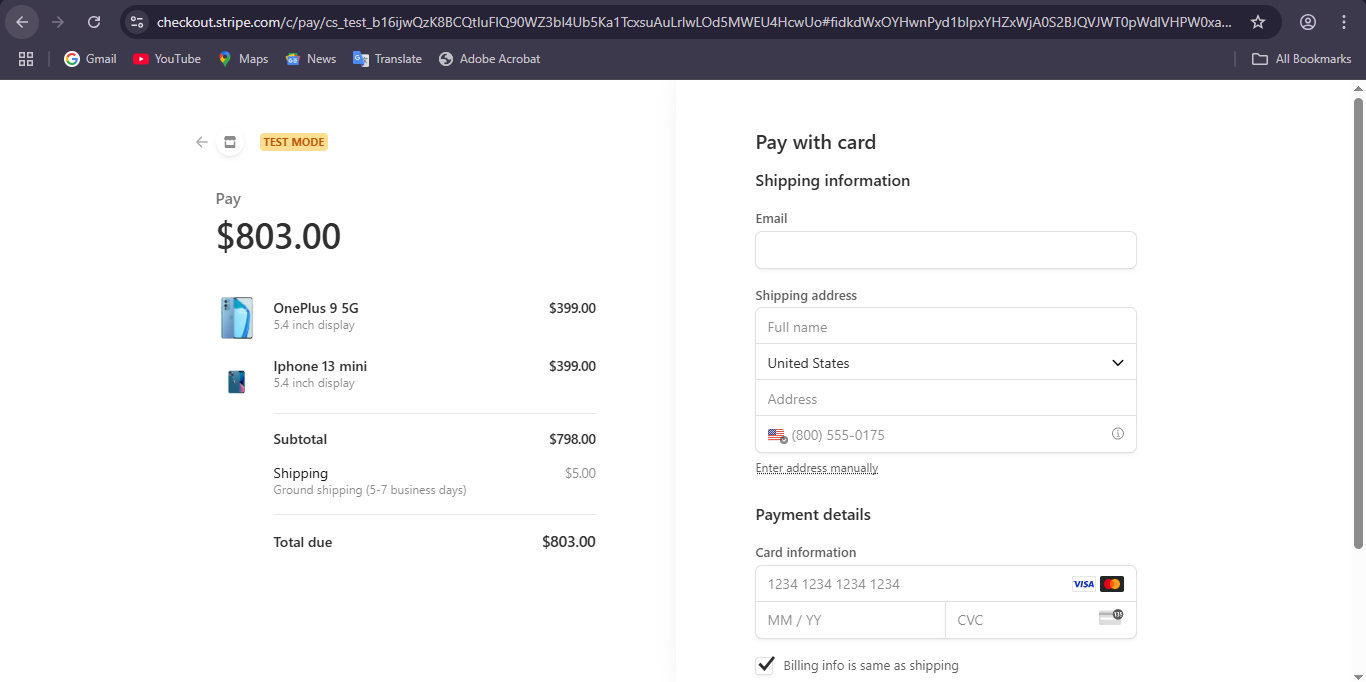 checkout.stripe.com/c/pay/cs_test_b16ijwQzK8BCQtIuFIQ90WZ3bI4Ub5Ka1TcxsuAuLrIwLOd5MWEU4HcwUo#fidkdWxOYHwnPyd1blpxYHZxWjA0S2BJQVJWT0pWdlVHPW0xa...
Gmail YouTube Maps News Translate Adobe Acrobat All Bookmarks
TEST MODE
Pay
$803.00
OnePlus 9 5G $399.00
5.4 inch display
Iphone 13 mini $399.00
5.4 inch display
Subtotal $798.00
Shipping $5.00
Ground shipping (5-7 business days)
Total due $803.00
Pay with card
Shipping information
Email
Shipping address
Full name
United States
Address
(800) 555-0175
Enter address manually
Payment details
Card information
1234 1234 1234 1234 VISA
MM / YY CVC 135
Billing info is same as shipping